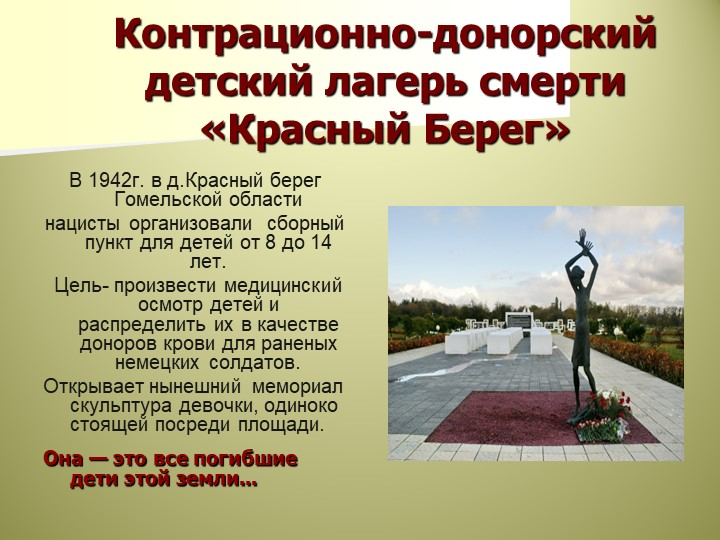 Контрационно-донорский
детский лагерь смерти
«Красный Берег»
В 1942г. в д.Красный берег
Гомельской области
нацисты организовали сборный
пункт для детей от 8 до 14
лет.
Цель- произвести медицинский
осмотр детей и
распределить их в качестве
доноров крови для раненых
немецких солдатов.
Открывает нынешний мемориал
скульптура девочки, одиноко
стоящей посреди площади.
Она — это все погибшие
дети этой земли...